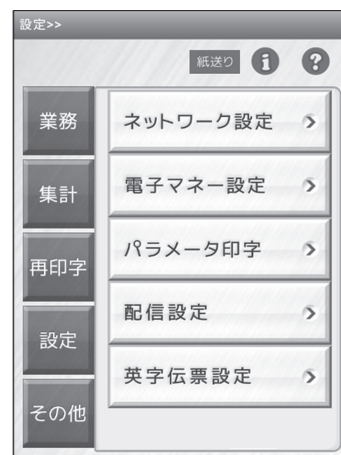 設定>>
紙送り
業務
集計
再印字
設定
その他
ネットワーク設定
電子マネー設定
パラメータ印字
配信設定
英字伝票設定